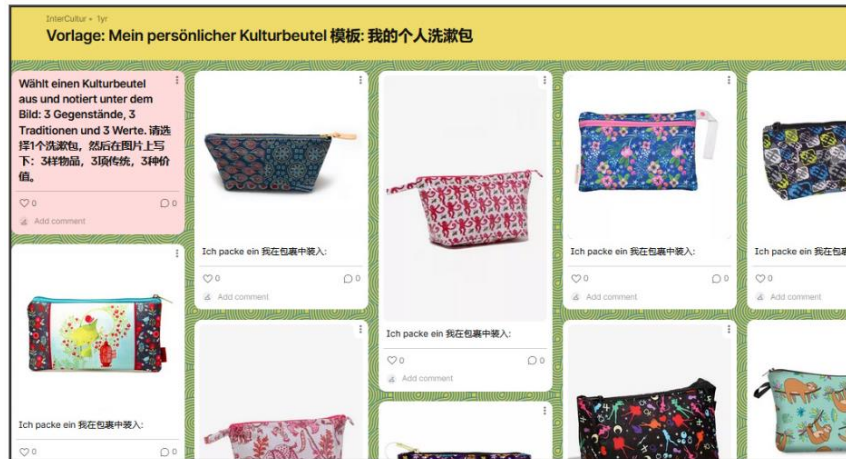 InterCultur • 1yr
Vorlage: Mein persönlicher Kulturbeutel 模板: 我的个人洗漱包
Wählt einen Kulturbeutel
aus und notiert unter dem
Bild: 3 Gegenstände, 3
Traditionen und 3 Werte. 请选
择1个洗漱包，然后在图片上写
下：3样物品，3项传统，3种价
值。
0
0
Add comment
Ich packe ein 我在包裹中装入:
0
0
Ich packe ein 我在包裹中装入:
0
0
Add comment
Ich packe ein 我在包裹中装入:
0
0
Add comment
Ich packe ein 我在包裹中装入:
0
0
Add comment
Ich packe ein 我在包裹
0
Add comment